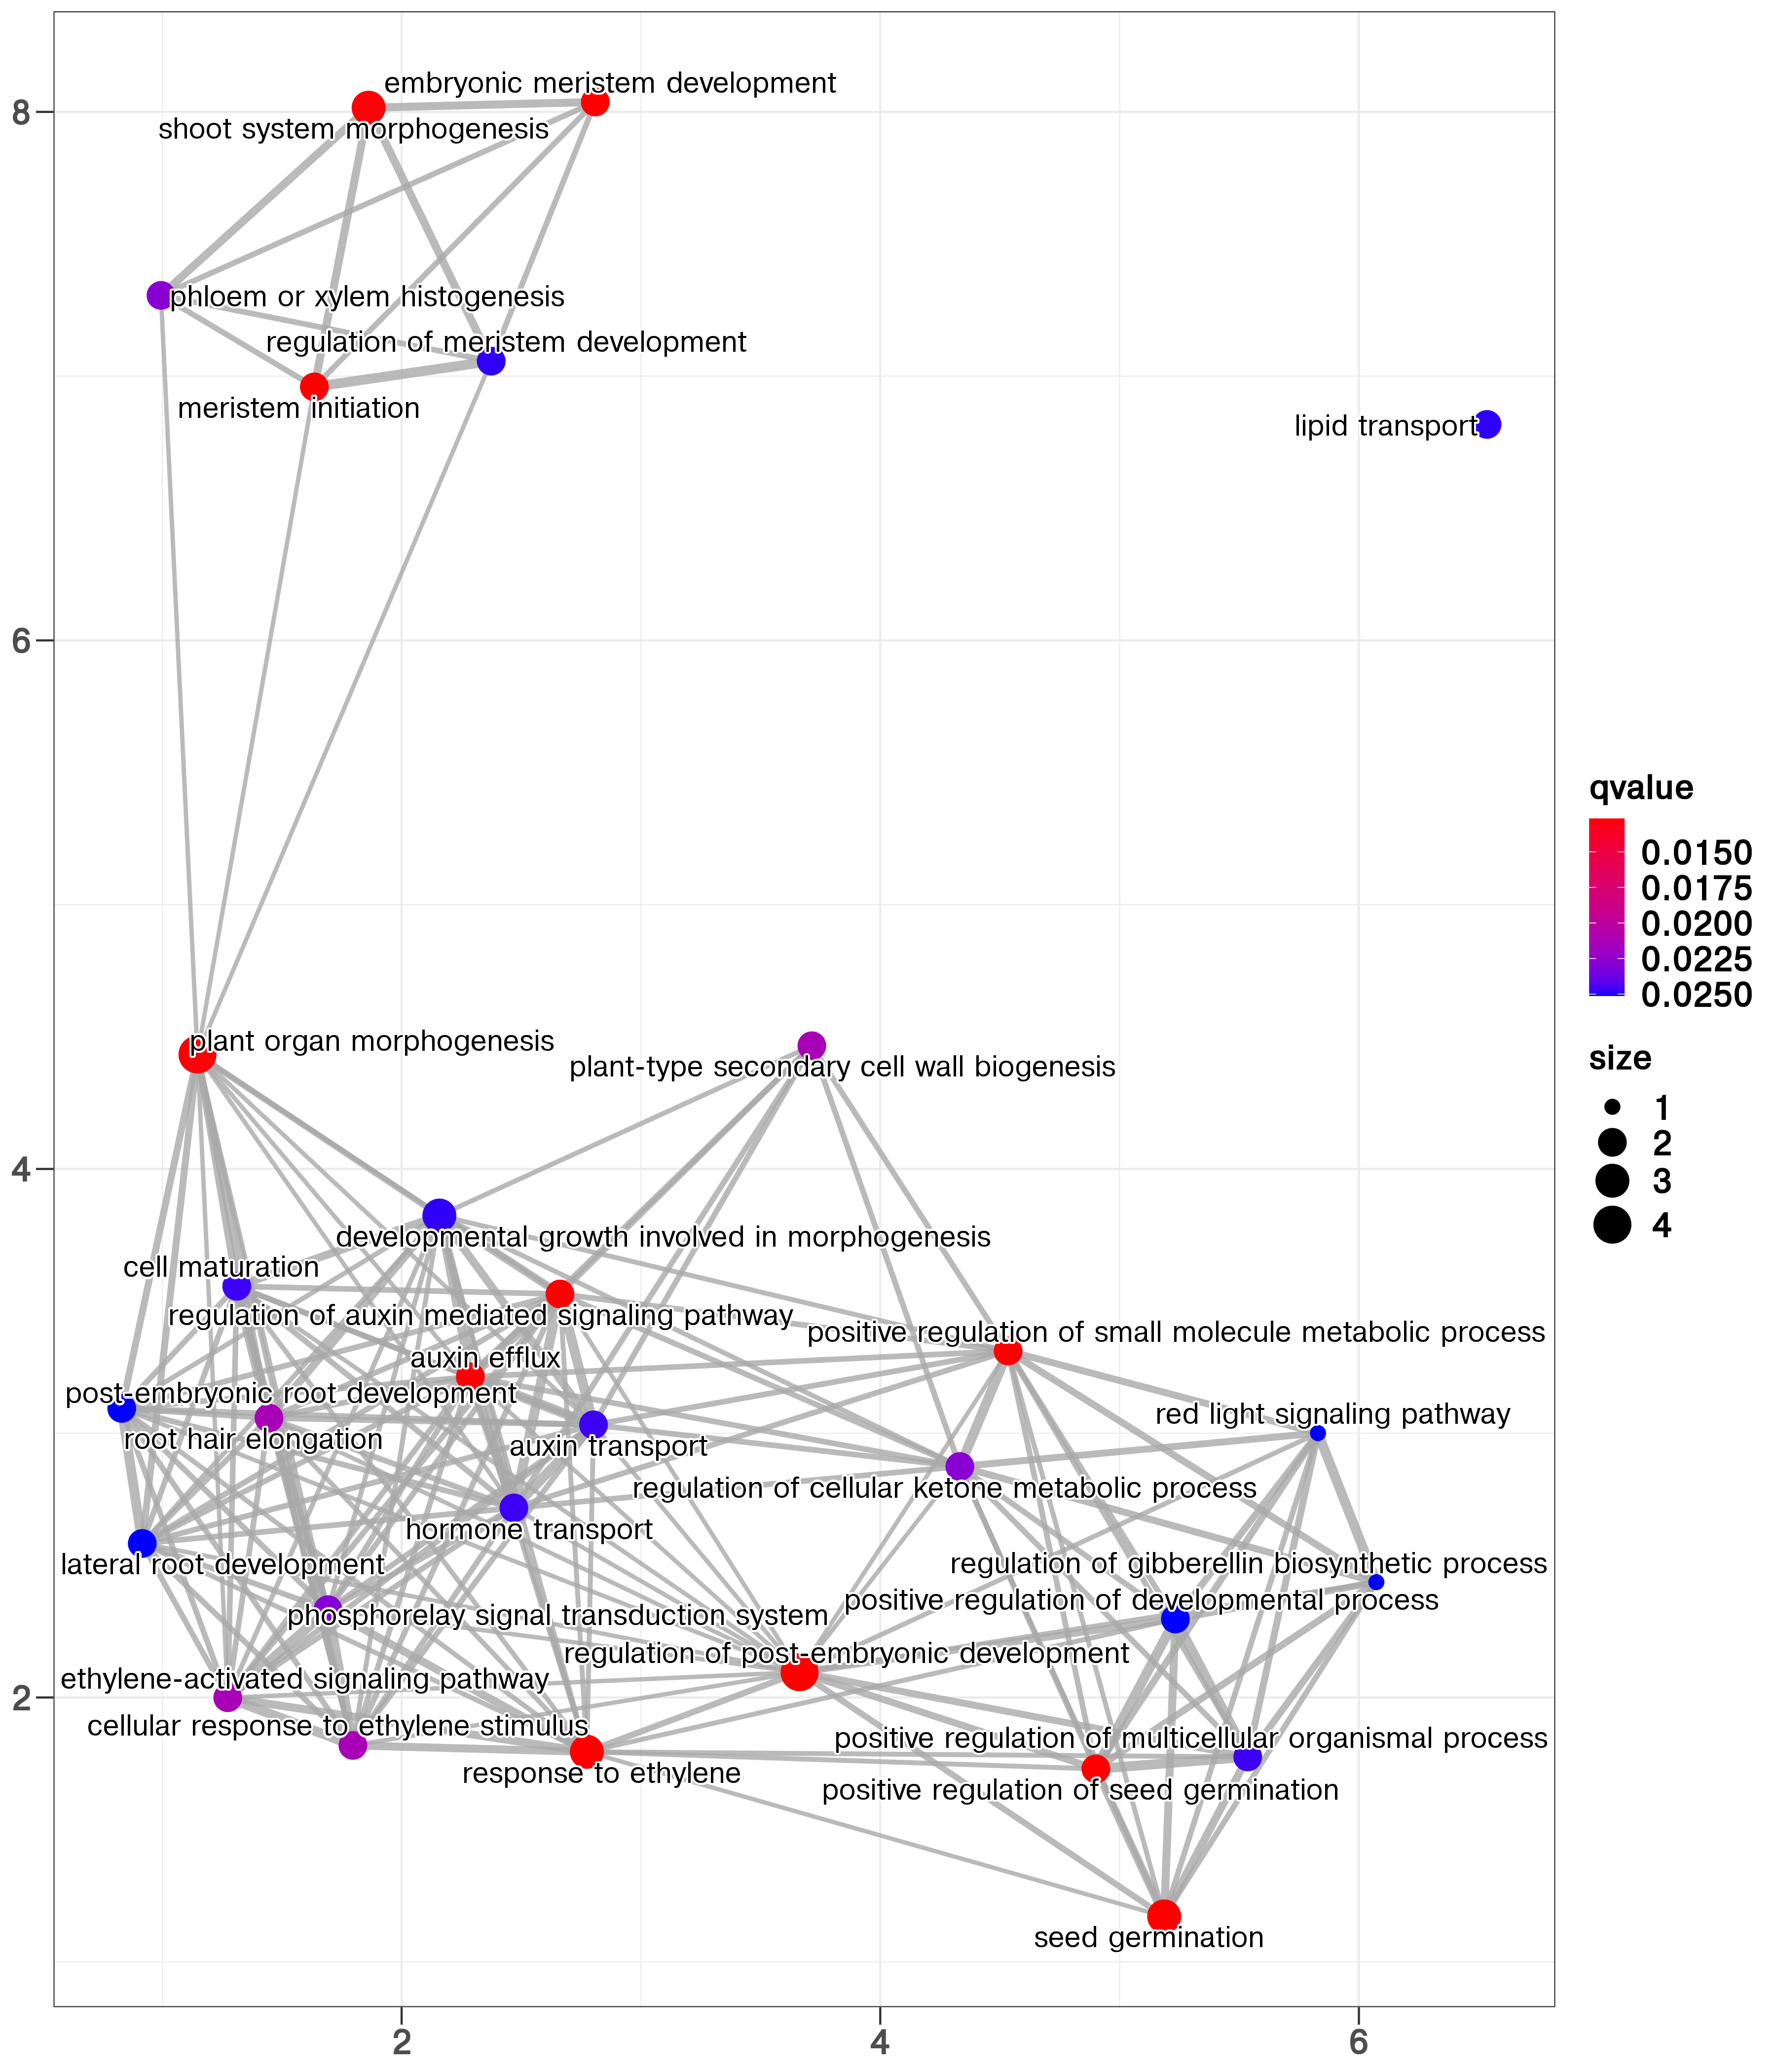 embryonic meristem development
8
shoot system morphogenesis
phloem or xylem histogenesis
regulation of meristem development
meristem initiation
lipid transport
6
qvalue
0.0150
0.0175
0.0200
0.0225
0.0250
plant organ morphogenesis
plant-type secondary cell wall biogenesis
size
1
2
3
4
4
developmental growth involved in morphogenesis
cell maturation
regulation of auxin mediated signaling pathway
positive regulation of small molecule metabolic process
auxin efflux
post-embryonic root development
red light signaling pathway
root hair elongation
auxin transport
regulation of cellular ketone metabolic process
hormone transport
lateral root development
regulation of gibberellin biosynthetic process
positive regulation of developmental process
phosphorelay signal transduction system
regulation of post-embryonic development
ethylene-activated signaling pathway
2
cellular response to ethylene stimulus
positive regulation of multicellular organismal process
response to ethylene
positive regulation of seed germination
seed germination
2
4
6